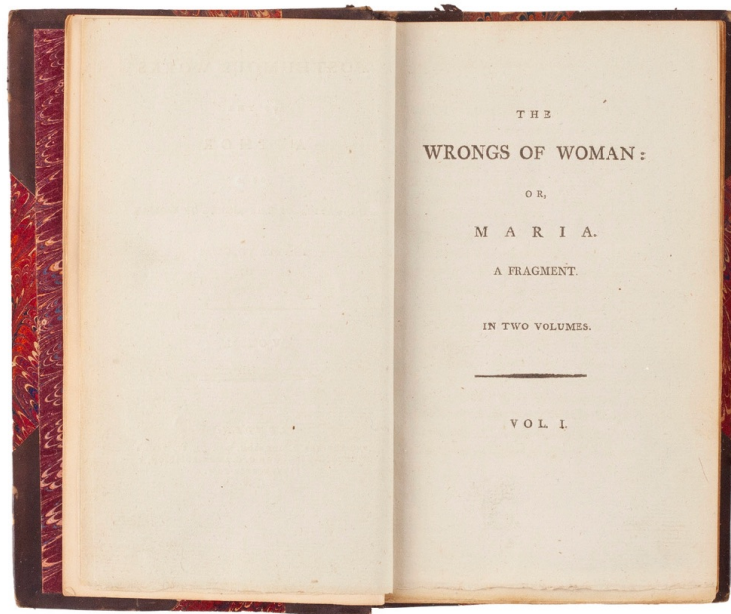 THE
WRONGS OF WOMAN:
OR,
MARIA.
A FRAGMENT.
IN TWO VOLUMES.
VOL. I.